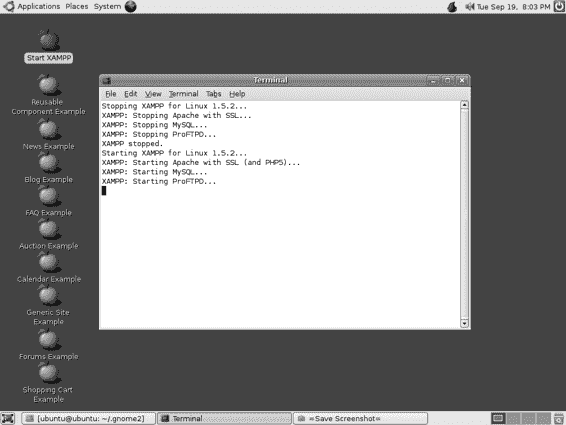 Applications Places System
Tue Sep 19, 8:03 PM
Start XAMPP
Reusable
Component Example
News Example
Blog Example
FAQ Example
Auction Example
Calendar Example
Generic Site
Example
Forums Example
Shopping Cart
Example
Terminal
File Edit View Terminal Tabs Help
Stopping XAMPP for Linux 1.5.2...
XAMPP: Stopping Apache with SSL...
XAMPP: Stopping MySQL...
XAMPP: Stopping ProFTPD...
XAMPP stopped.
Starting XAMPP for Linux 1.5.2...
XAMPP: Starting Apache with SSL (and PHP5)...
XAMPP: Starting MySQL...
XAMPP: Starting ProFTPD...
[ubuntu@ubuntu: ~/.gnome2]
Terminal
=Save Screenshot=